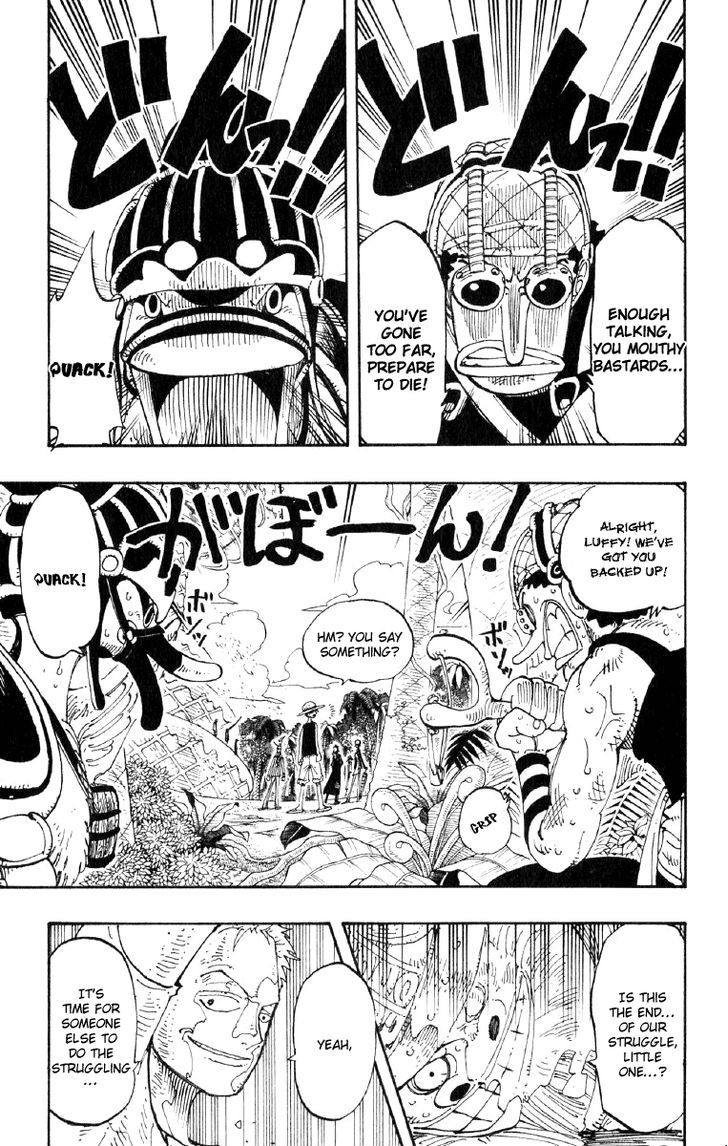 どんっ!!
ENOUGH
TALKING,
YOU MOUTHY
BASTARDS...
YOU'VE
GONE
TOO FAR,
PREPARE
TO DIE!
どんっ!!
QUACK!
がぼーん!
ALRIGHT,
LUFFY! WE'VE
GOT YOU
BACKED UP!
ボソッ
GRIP
HM? YOU SAY
SOMETHING?
ボソ
QUACK!
IS THIS
THE END...
OF OUR
STRUGGLE,
LITTLE
ONE...?
YEAH,
IT'S
TIME FOR
SOMEONE
ELSE TO
DO THE
STRUGGLING
...